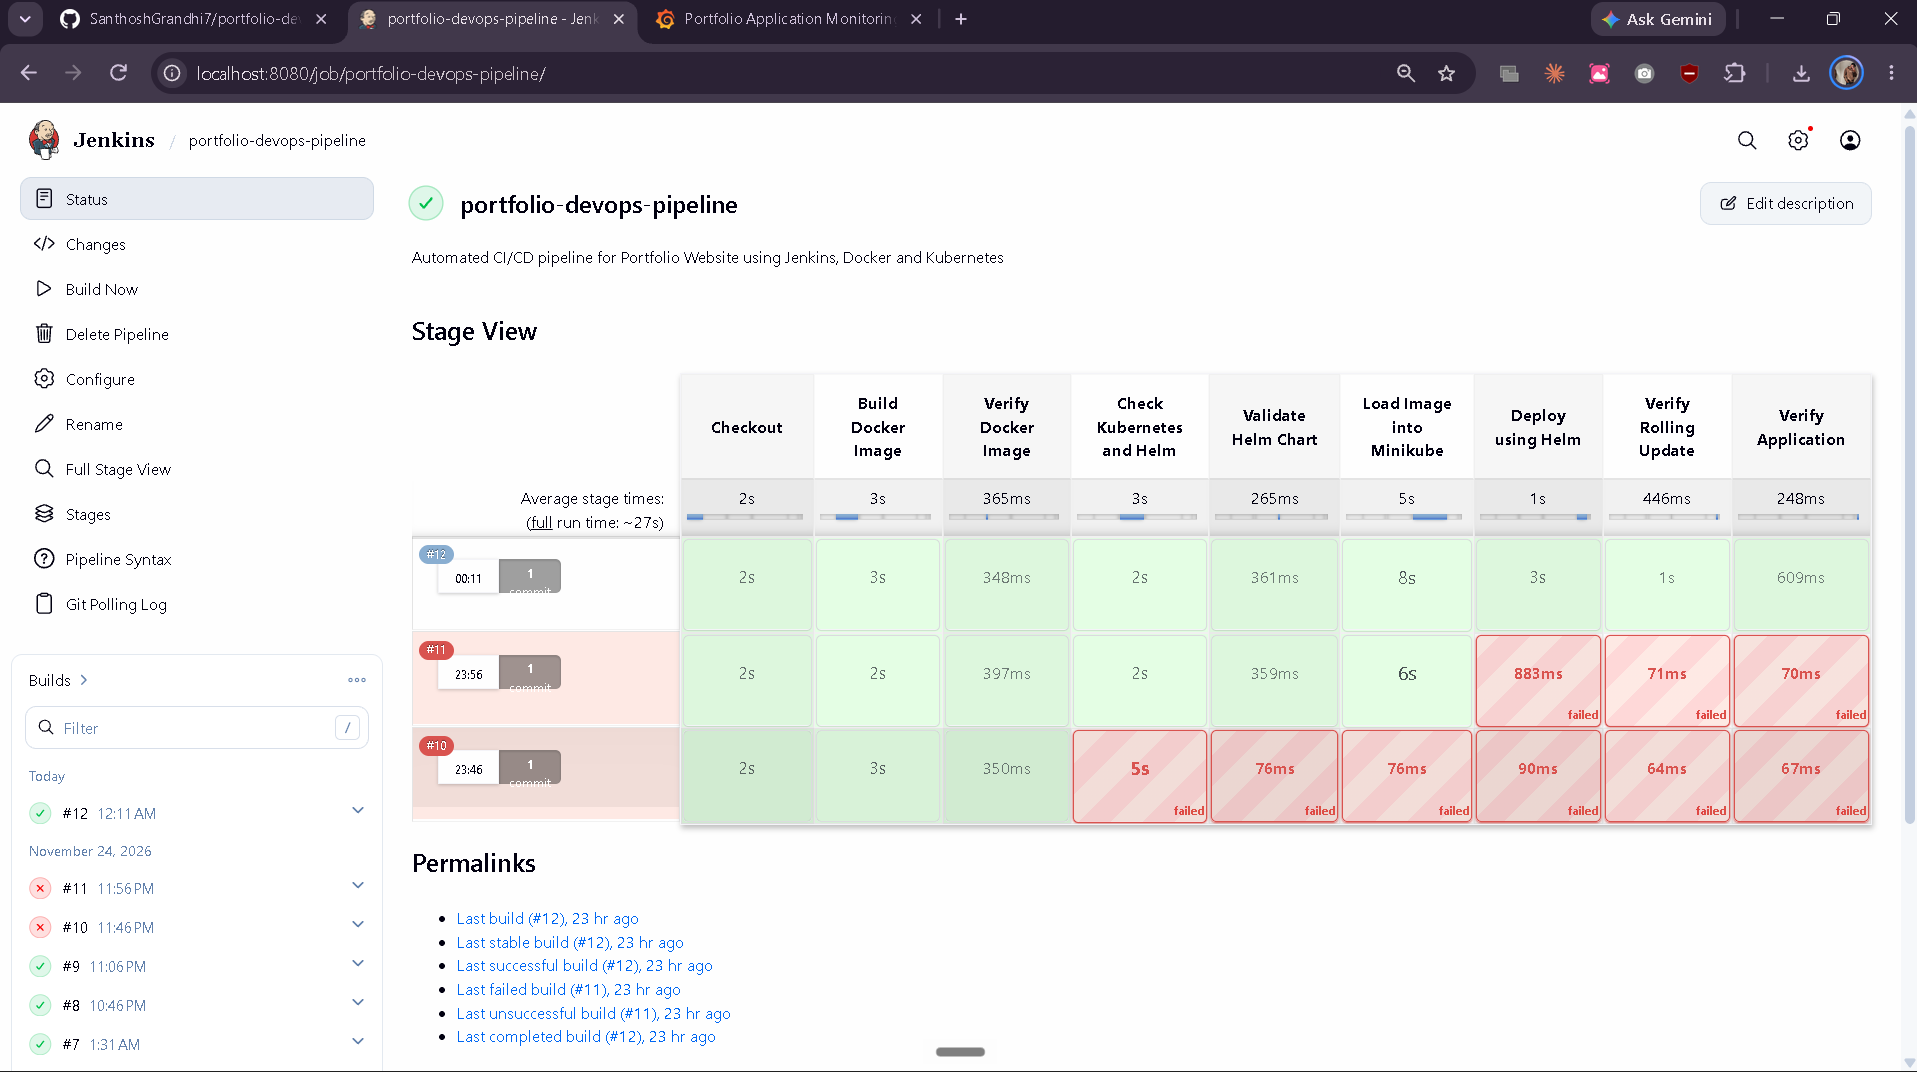 SanthoshGrandhi7/portfolio-de
portfolio-devops-pipeline - Jenk
Portfolio Application Monitorin
Ask Gemini
localhost:8080/job/portfolio-devops-pipeline/
Jenkins / portfolio-devops-pipeline
Status
Changes
Build Now
Delete Pipeline
Configure
Rename
Full Stage View
Stages
Pipeline Syntax
Git Polling Log
Builds
Filter /
Today
#12 12:11 AM
November 24, 2026
#11 11:56 PM
#10 11:46 PM
#9 11:06 PM
#8 10:46 PM
#7 1:31 AM
portfolio-devops-pipeline
Edit description
Automated CI/CD pipeline for Portfolio Website using Jenkins, Docker and Kubernetes
Stage View
Checkout
Build
Docker
Image
Verify
Docker
Image
Check
Kubernetes
and Helm
Validate
Helm Chart
Load Image
into
Minikube
Deploy
using Helm
Verify
Rolling
Update
Verify
Application
Average stage times:
(full run time: ~27s)
2s 3s 365ms 3s 265ms 5s 1s 446ms 248ms
#12
00:11 1
commit
2s 3s 348ms 2s 361ms 8s 3s 1s 609ms
#11
23:56 1
commit
2s 2s 397ms 2s 359ms 6s 883ms 71ms 70ms
failed failed failed
#10
23:46 1
commit
2s 3s 350ms 5s 76ms 76ms 90ms 64ms 67ms
failed failed failed failed failed failed
Permalinks
Last build (#12), 23 hr ago
Last stable build (#12), 23 hr ago
Last successful build (#12), 23 hr ago
Last failed build (#11), 23 hr ago
Last unsuccessful build (#11), 23 hr ago
Last completed build (#12), 23 hr ago